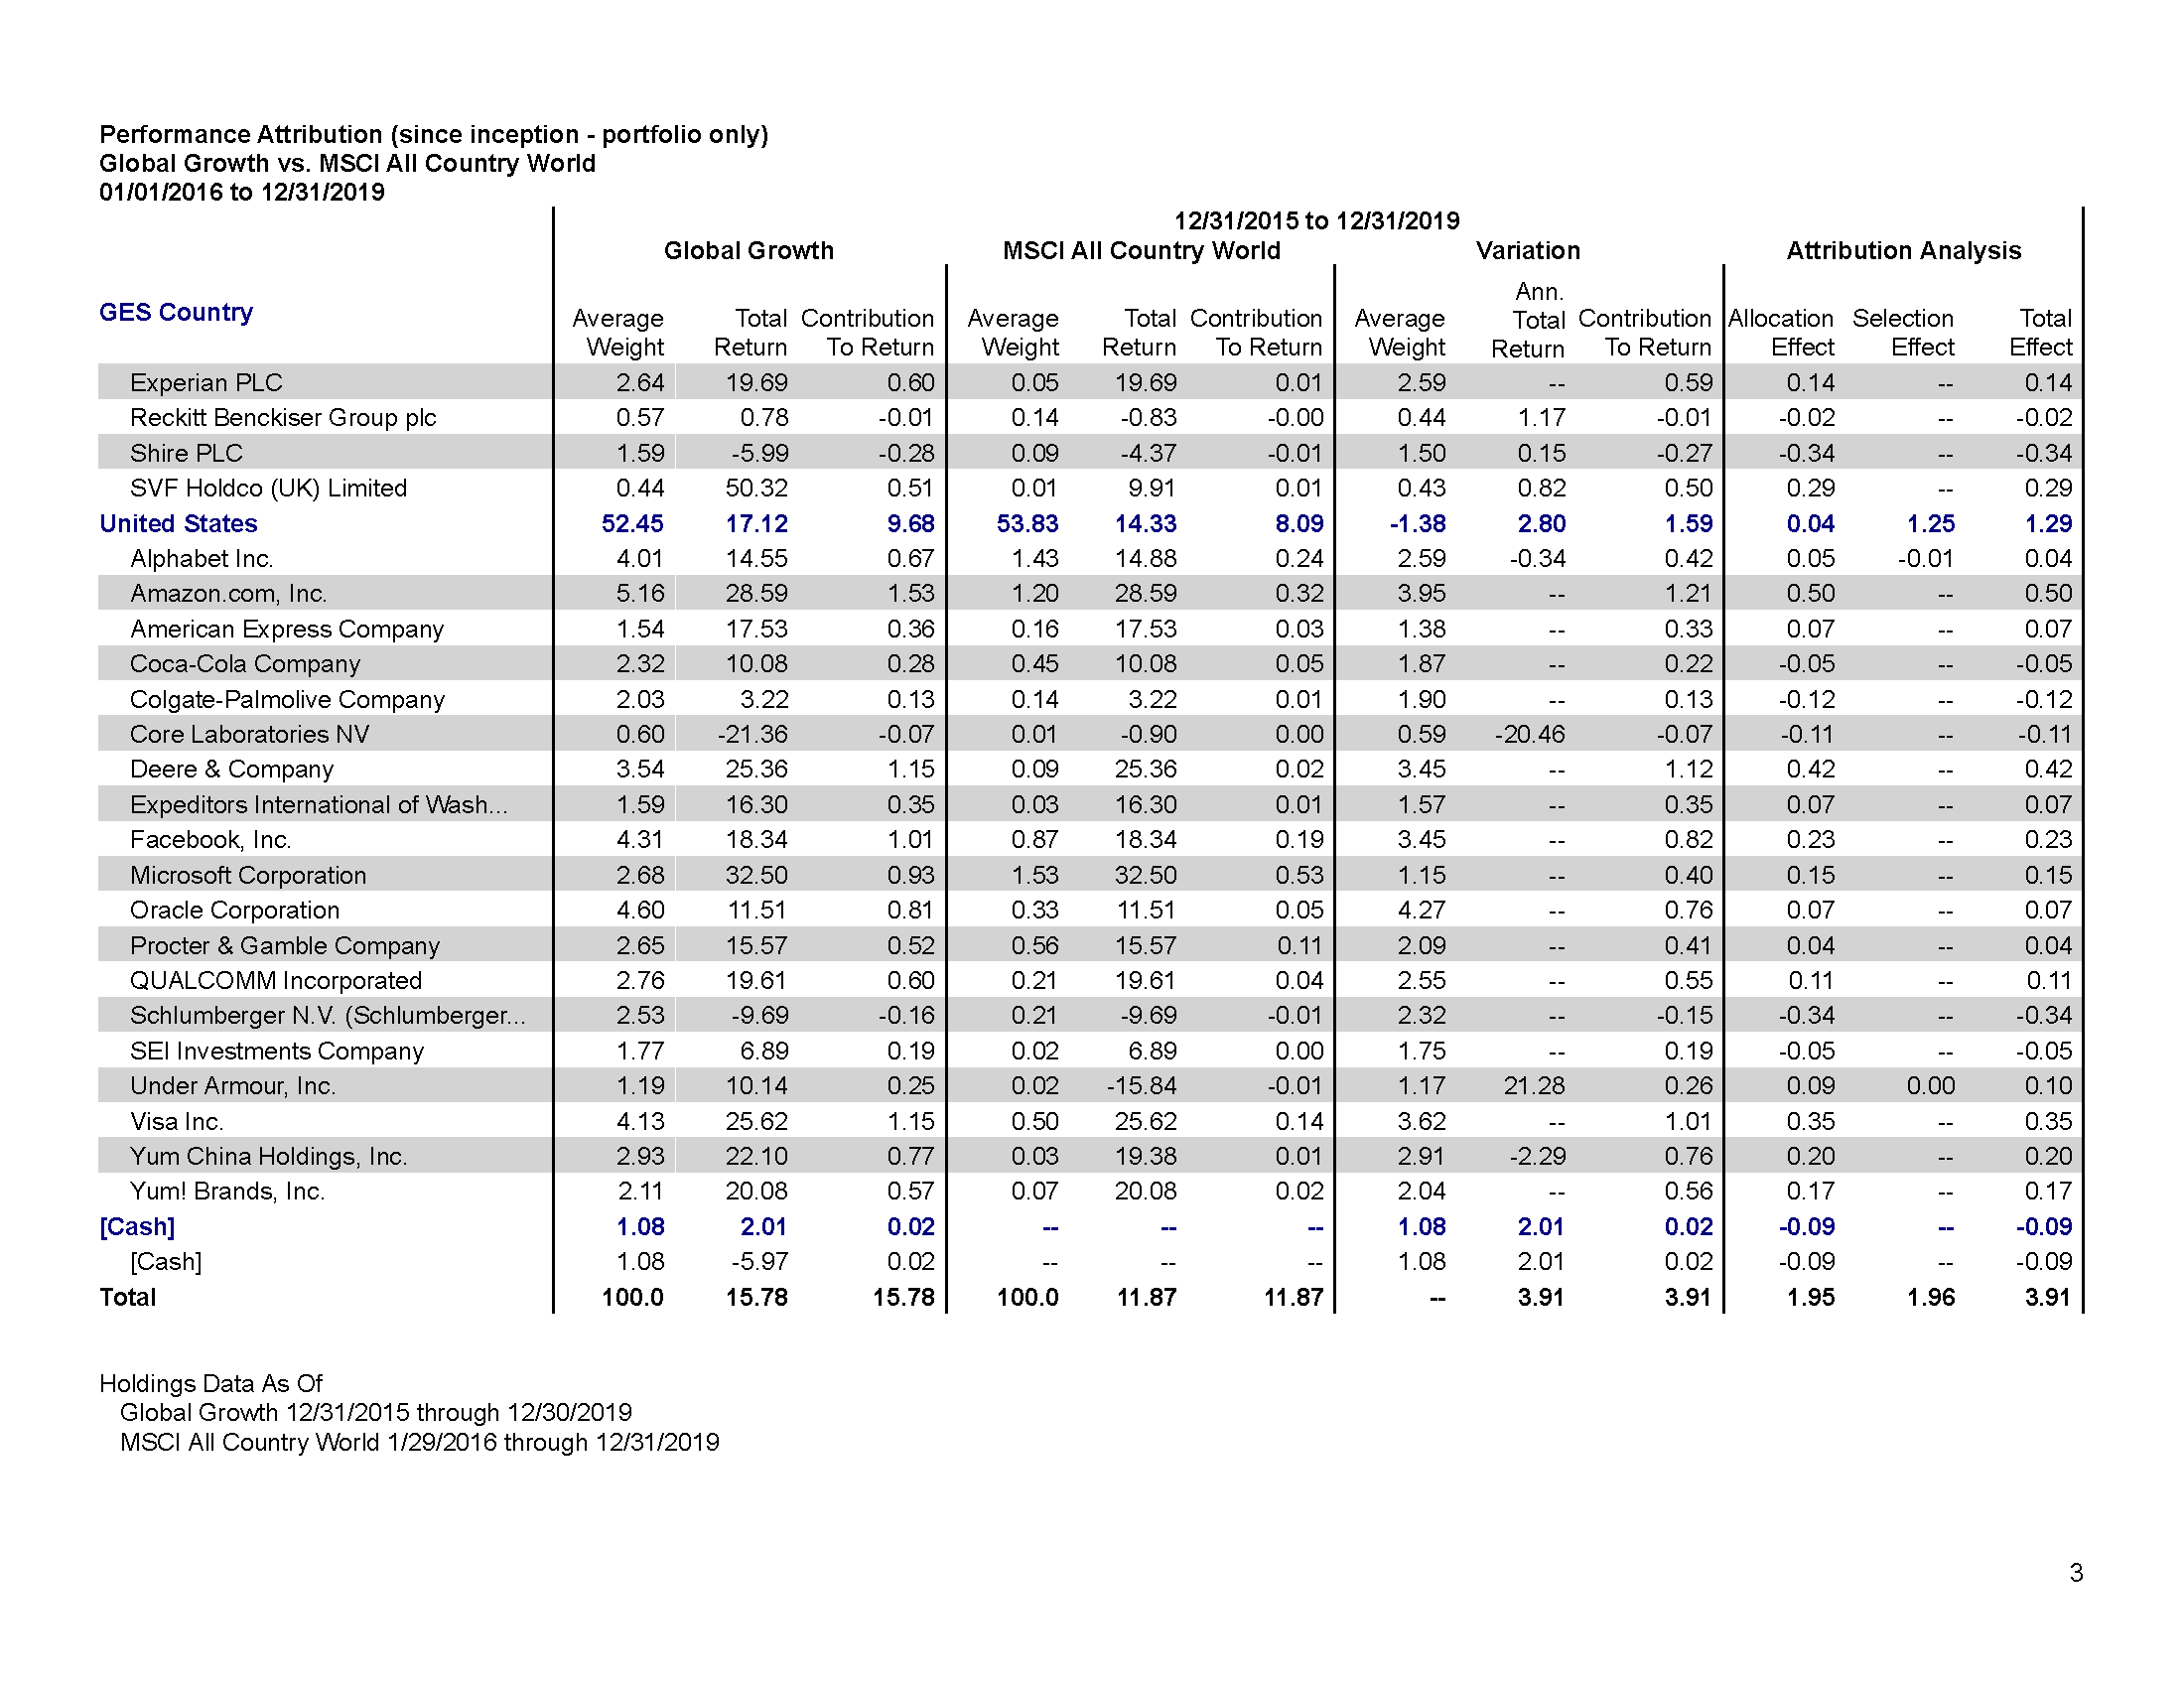 Performance Attribution (since inception - portfolio only)
Global Growth vs. MSCI All Country World
01/01/2016 to 12/31/2019
12/31/2015 to 12/31/2019
Global Growth MSCI All Country World Variation Attribution Analysis
GES Country Average Weight Total Return Contribution To Return Average Weight Total Return Contribution To Return Average Weight Ann. Total Return Contribution To Return Allocation Effect Selection Effect Total Effect
Experian PLC 2.64 19.69 0.60 0.05 19.69 0.01 2.59 -- 0.59 0.14 -- 0.14
Reckitt Benckiser Group plc 0.57 0.78 -0.01 0.14 -0.83 -0.00 0.44 1.17 -0.01 -0.02 -- -0.02
Shire PLC 1.59 -5.99 -0.28 0.09 -4.37 -0.01 1.50 0.15 -0.27 -0.34 -- -0.34
SVF Holdco (UK) Limited 0.44 50.32 0.51 0.01 9.91 0.01 0.43 0.82 0.50 0.29 -- 0.29
United States 52.45 17.12 9.68 53.83 14.33 8.09 -1.38 2.80 1.59 0.04 1.25 1.29
Alphabet Inc. 4.01 14.55 0.67 1.43 14.88 0.24 2.59 -0.34 0.42 0.05 -0.01 0.04
Amazon.com, Inc. 5.16 28.59 1.53 1.20 28.59 0.32 3.95 -- 1.21 0.50 -- 0.50
American Express Company 1.54 17.53 0.36 0.16 17.53 0.03 1.38 -- 0.33 0.07 -- 0.07
Coca-Cola Company 2.32 10.08 0.28 0.45 10.08 0.05 1.87 -- 0.22 -0.05 -- -0.05
Colgate-Palmolive Company 2.03 3.22 0.13 0.14 3.22 0.01 1.90 -- 0.13 -0.12 -- -0.12
Core Laboratories NV 0.60 -21.36 -0.07 0.01 -0.90 0.00 0.59 -20.46 -0.07 -0.11 -- -0.11
Deere & Company 3.54 25.36 1.15 0.09 25.36 0.02 3.45 -- 1.12 0.42 -- 0.42
Expeditors International of Wash... 1.59 16.30 0.35 0.03 16.30 0.01 1.57 -- 0.35 0.07 -- 0.07
Facebook, Inc. 4.31 18.34 1.01 0.87 18.34 0.19 3.45 -- 0.82 0.23 -- 0.23
Microsoft Corporation 2.68 32.50 0.93 1.53 32.50 0.53 1.15 -- 0.40 0.15 -- 0.15
Oracle Corporation 4.60 11.51 0.81 0.33 11.51 0.05 4.27 -- 0.76 0.07 -- 0.07
Procter & Gamble Company 2.65 15.57 0.52 0.56 15.57 0.11 2.09 -- 0.41 0.04 -- 0.04
QUALCOMM Incorporated 2.76 19.61 0.60 0.21 19.61 0.04 2.55 -- 0.55 0.11 -- 0.11
Schlumberger N.V. (Schlumberger... 2.53 -9.69 -0.16 0.21 -9.69 -0.01 2.32 -- -0.15 -0.34 -- -0.34
SEI Investments Company 1.77 6.89 0.19 0.02 6.89 0.00 1.75 -- 0.19 -0.05 -- -0.05
Under Armour, Inc. 1.19 10.14 0.25 0.02 -15.84 -0.01 1.17 21.28 0.26 0.09 0.00 0.10
Visa Inc. 4.13 25.62 1.15 0.50 25.62 0.14 3.62 -- 1.01 0.35 -- 0.35
Yum China Holdings, Inc. 2.93 22.10 0.77 0.03 19.38 0.01 2.91 -2.29 0.76 0.20 -- 0.20
Yum! Brands, Inc. 2.11 20.08 0.57 0.07 20.08 0.02 2.04 -- 0.56 0.17 -- 0.17
[Cash] 1.08 2.01 0.02 -- -- -- 1.08 2.01 0.02 -0.09 -- -0.09
[Cash] 1.08 -5.97 0.02 -- -- -- 1.08 2.01 0.02 -0.09 -- -0.09
Total 100.0 15.78 15.78 100.0 11.87 11.87 -- 3.91 3.91 1.95 1.96 3.91
Holdings Data As Of
Global Growth 12/31/2015 through 12/30/2019
MSCI All Country World 1/29/2016 through 12/31/2019
3